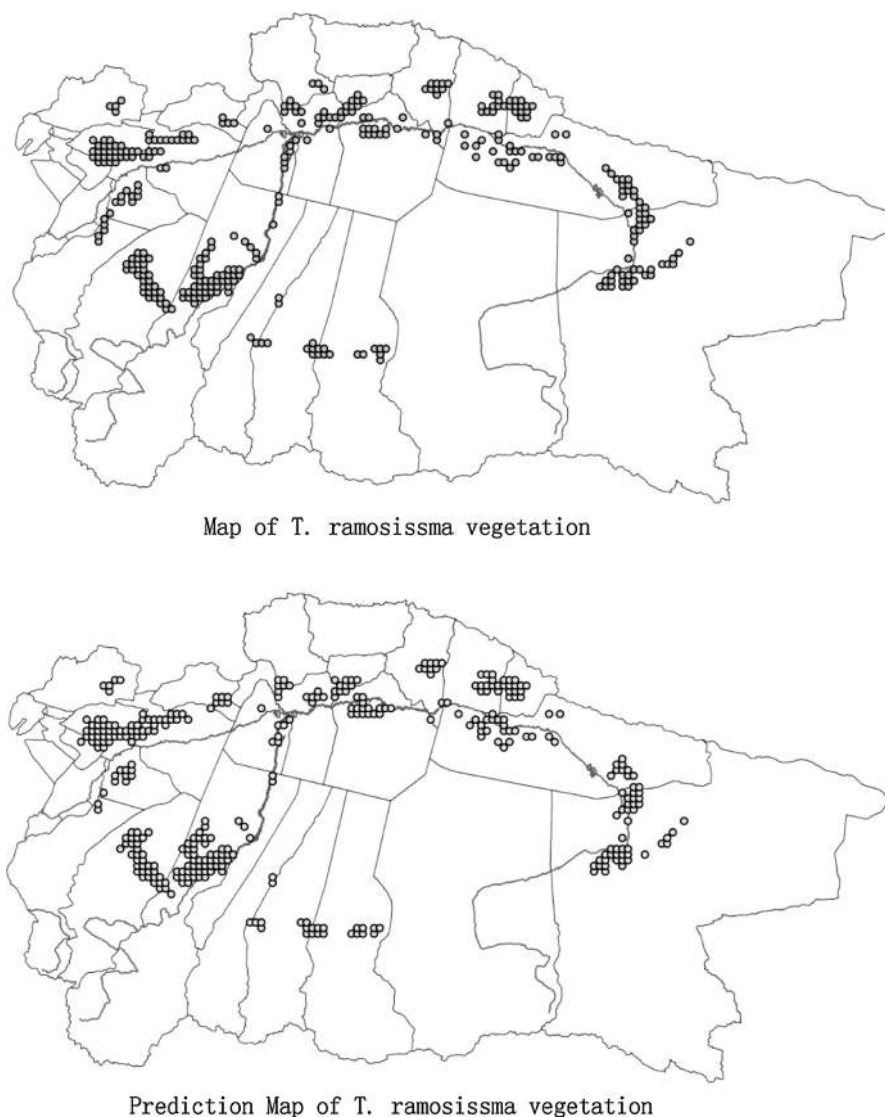 Map of T. ramosissma vegetation
Prediction Map of T. ramosissma vegetation